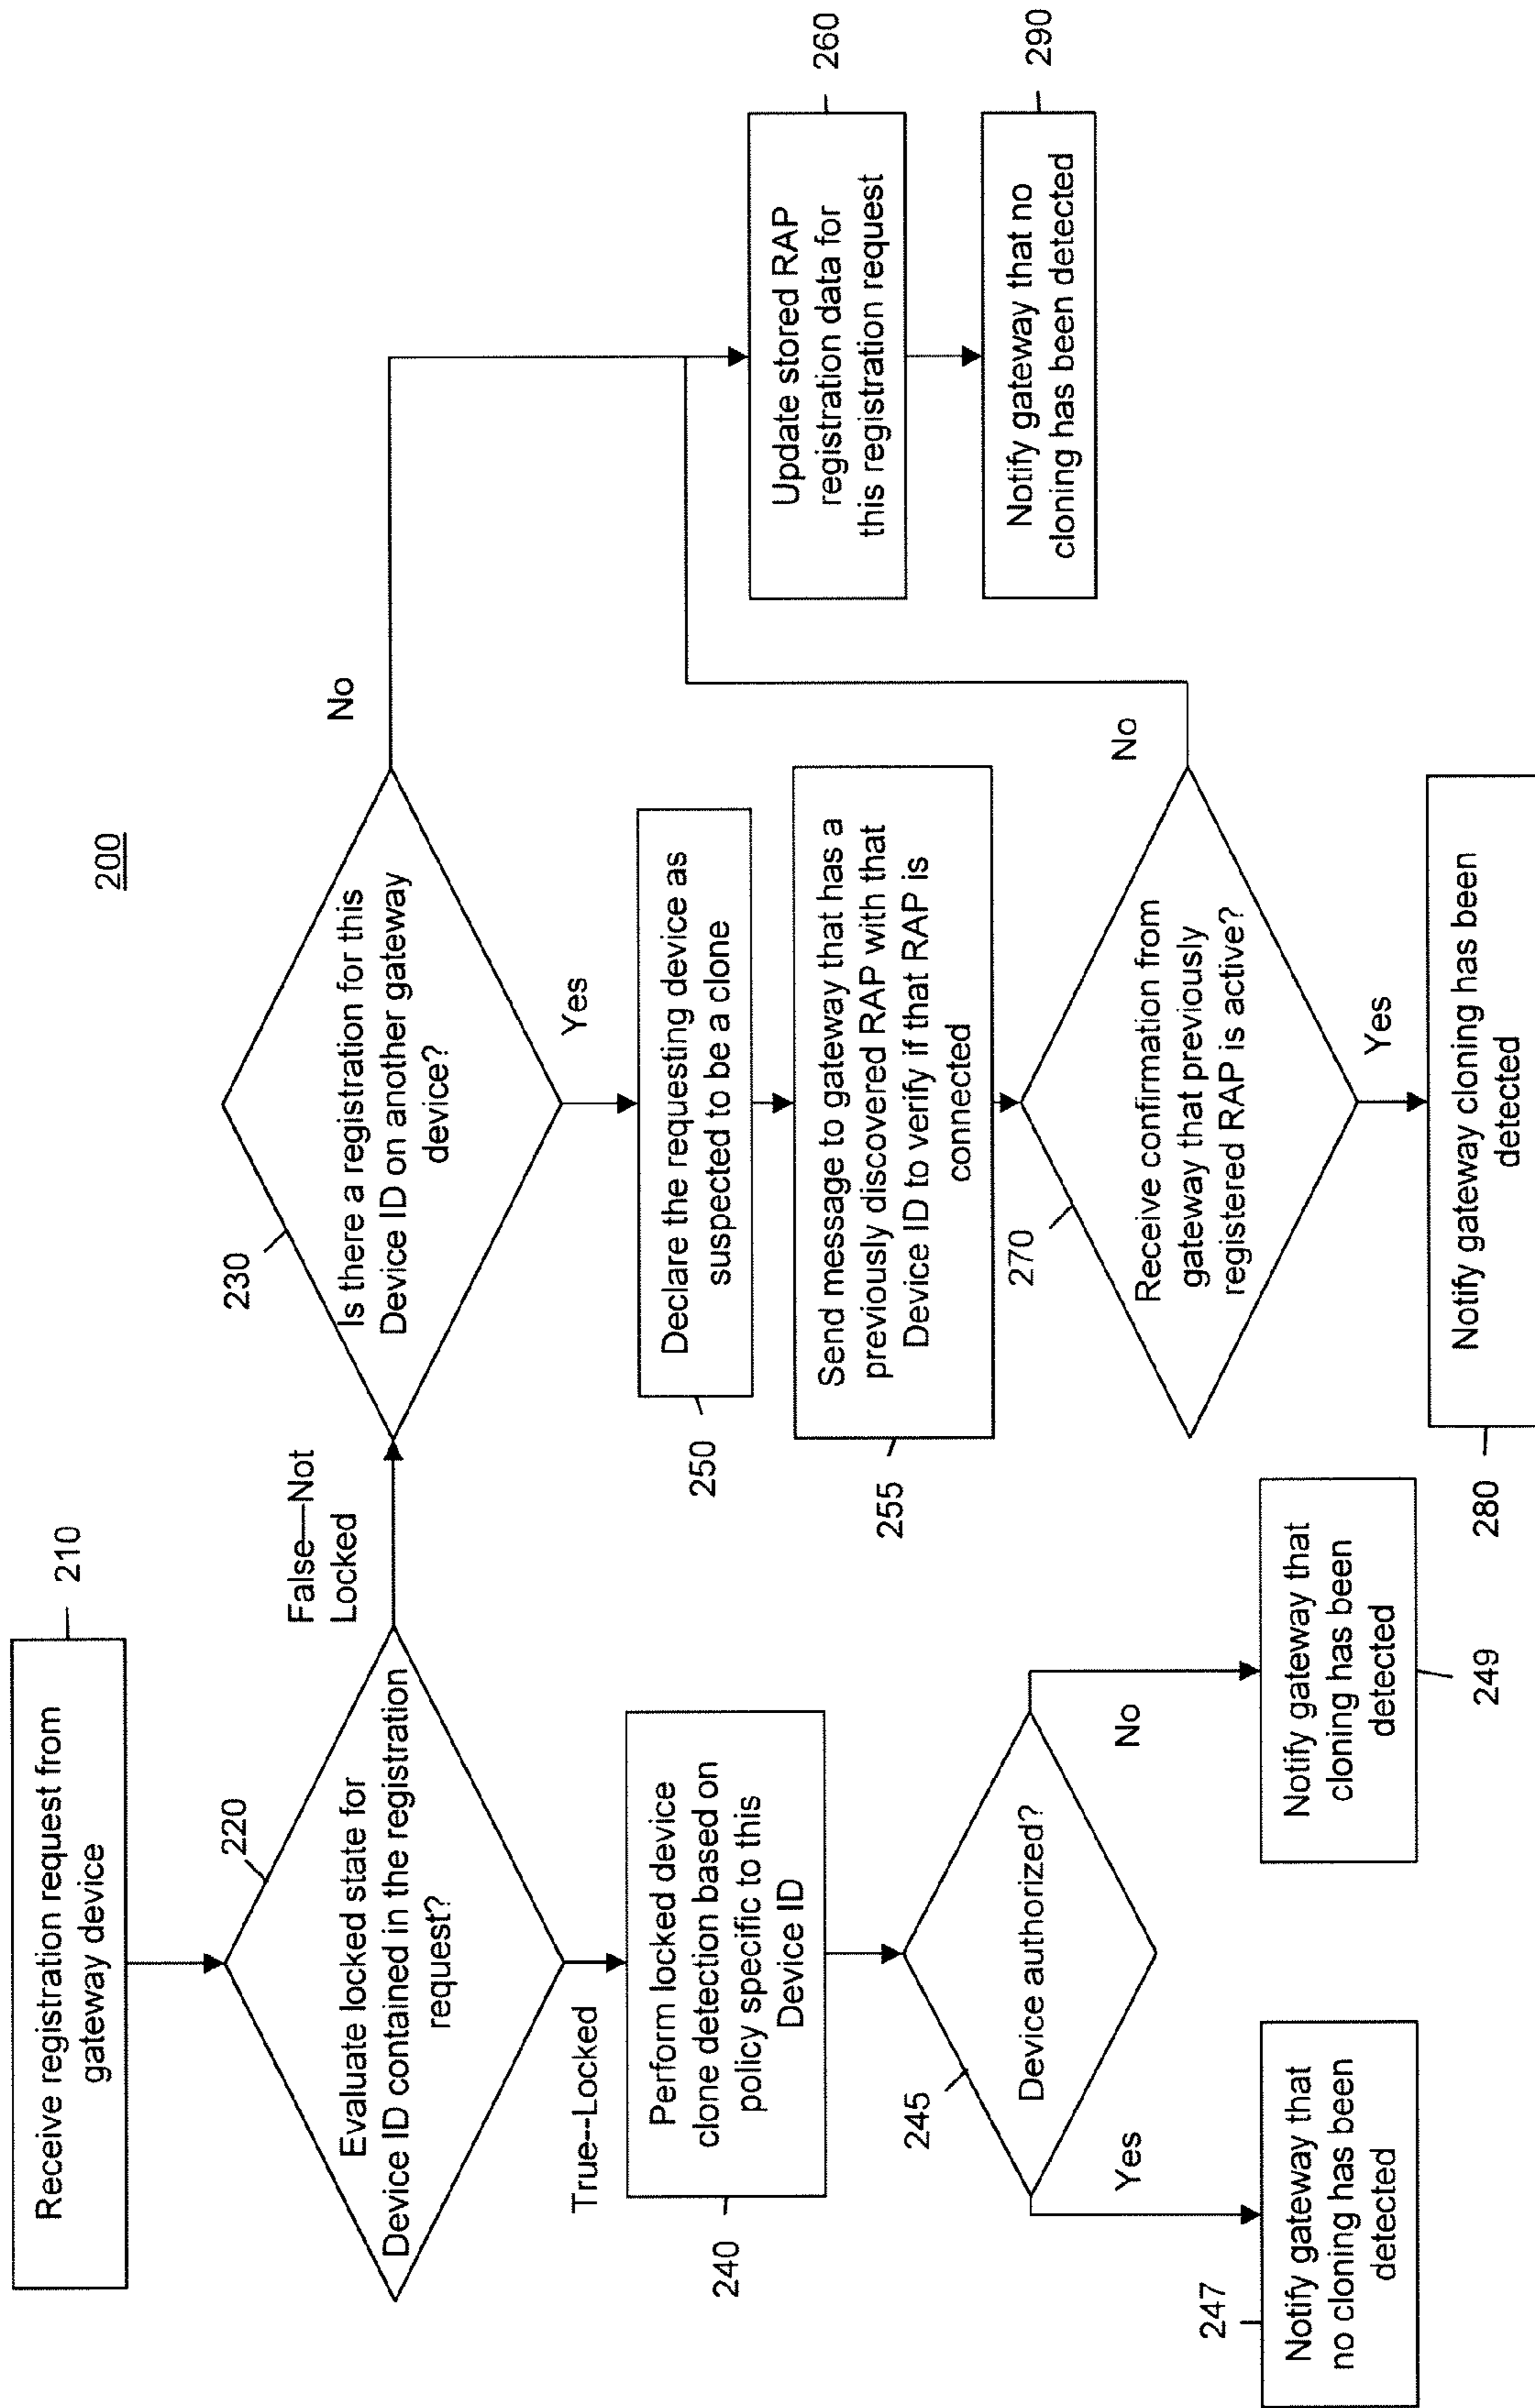 200
Receive registration request from
gateway device
210
220
Evaluate locked state for
Device ID contained in the registration
request?
False—Not
Locked
True--Locked
230
Is there a registration for this
Device ID on another gateway
device?
No
Yes
240
Perform locked device
clone detection based on
policy specific to this
Device ID
245
Device authorized?
Yes
No
247
Notify gateway that
no cloning has been
detected
Notify gateway that
cloning has been
detected
249
250
Declare the requesting device as
suspected to be a clone
255
Send message to gateway that has a
previously discovered RAP with that
Device ID to verify if that RAP is
connected
270
Receive confirmation from
gateway that previously
registered RAP is active?
No
Yes
280
Notify gateway cloning has been
detected
Update stored RAP
registration data for
this registration request
260
Notify gateway that no
cloning has been detected
290